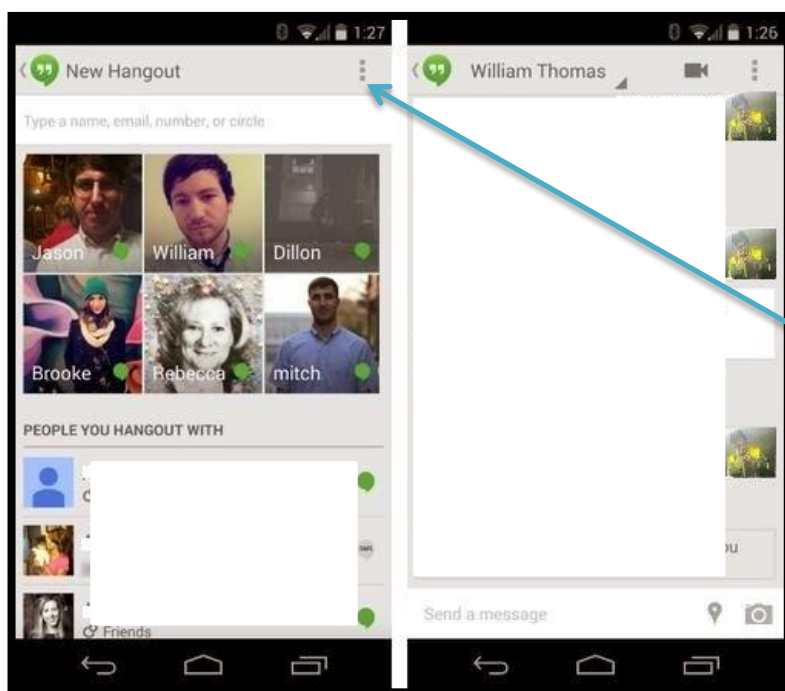 1:27
New Hangout
Type a name, email, number, or circle
Jason
William
Dillon
Brooke
Rebecca
mitch
PEOPLE YOU HANGOUT WITH
SMS
Friends
1:26
William Thomas
ou
Send a message